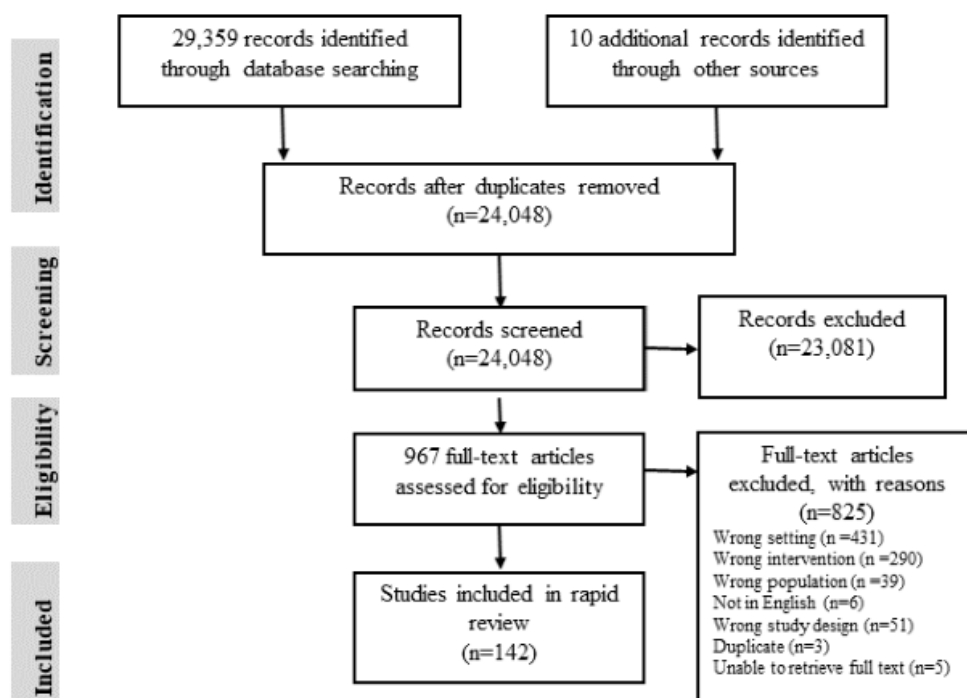 Identification
29,359 records identified
through database searching
10 additional records identified
through other sources
Records after duplicates removed
(n=24,048)
Screening
Records screened
(n=24,048)
Records excluded
(n=23,081)
Eligibility
967 full-text articles
assessed for eligibility
Full-text articles
excluded, with reasons
(n=825)
Wrong setting (n =431)
Wrong intervention (n =290)
Wrong population (n =39)
Not in English (n=6)
Wrong study design (n=51)
Duplicate (n=3)
Unable to retrieve full text (n=5)
Included
Studies included in rapid
review
(n=142)